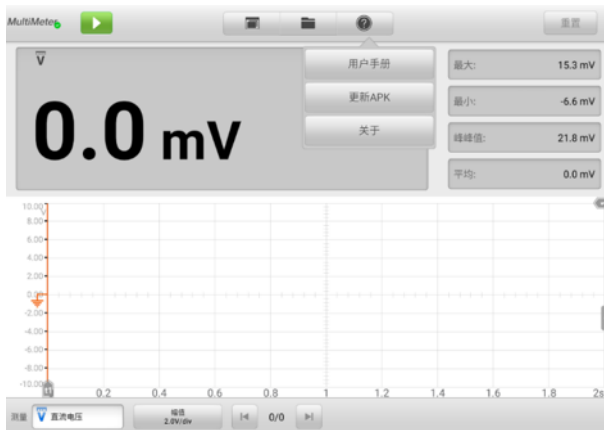 MultiMeter
重置
用户手册
更新APK
关于
V
0.0 mV
最大: 15.3 mV
最小: -6.6 mV
峰峰值: 21.8 mV
平均: 0.0 mV
V
10.00
8.00
6.00
4.00
2.00
0.00
-2.00
-4.00
-6.00
-8.00
-10.00
0.2 0.4 0.6 0.8 1 1.2 1.4 1.6 1.8 2s
测量 V 直流电压
幅值
2.0V/div
0/0